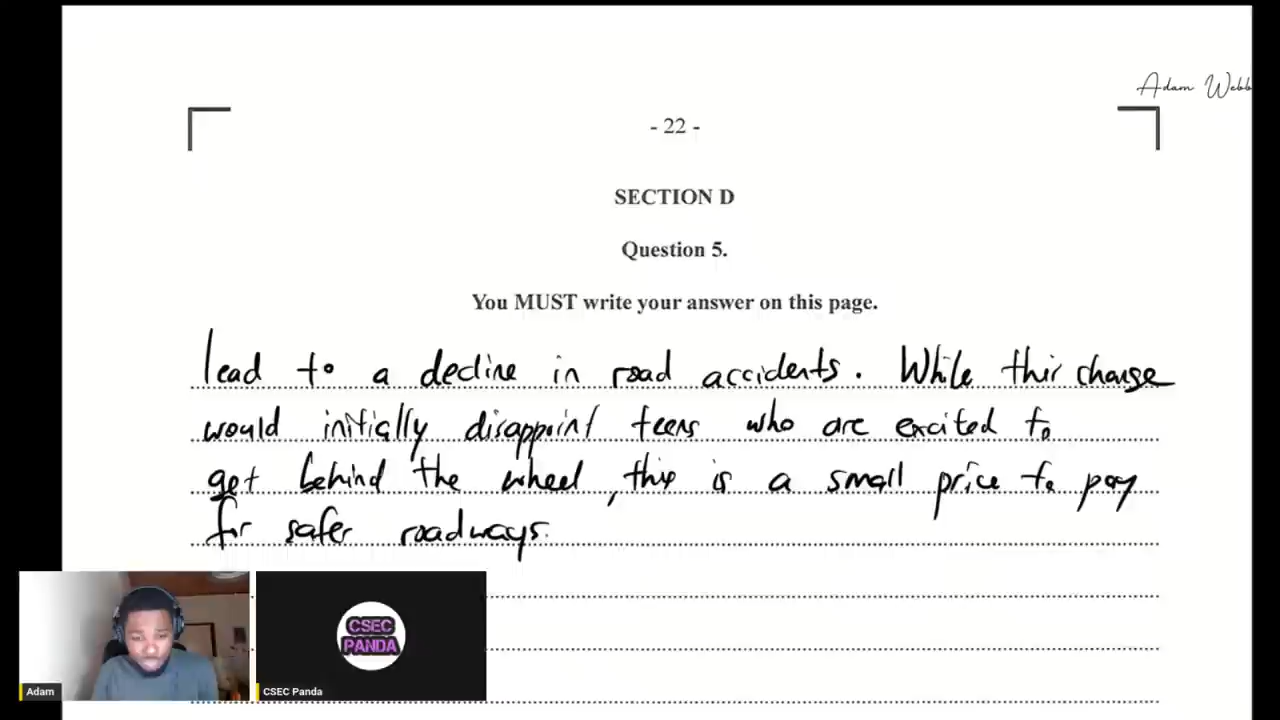 Adam Webb
- 22 -
SECTION D
Question 5.
You MUST write your answer on this page.
lead to a decline in road accidents. While this change
would initially disappoint teens who are excited to
get behind the wheel, this is a small price to pay
for safer roadways.
CSEC
PANDA
Adam
CSEC Panda